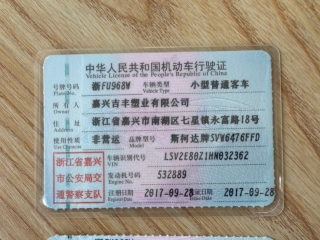 中华人民共和国机动车行驶证
Vehicle License of the People's Republic of China
号牌号码 浙FU968W 车辆类型 小型普通客车
Plate No. Vehicle Type
所有人 嘉兴吉丰塑业有限公司
Owner
住址 浙江省嘉兴市南湖区七星镇永富路18号
Address
使用性质 非营运 品牌型号 斯柯达牌SVW6476FFD
Use Character Model
浙江省嘉兴 车辆识别代号 LSV2E80Z1HN032362
VIN
市公安局交 发动机号码 532889
Engine No.
通警察支队 注册日期 2017-09-28 发证日期 2017-09-28
Register Date Issue Date